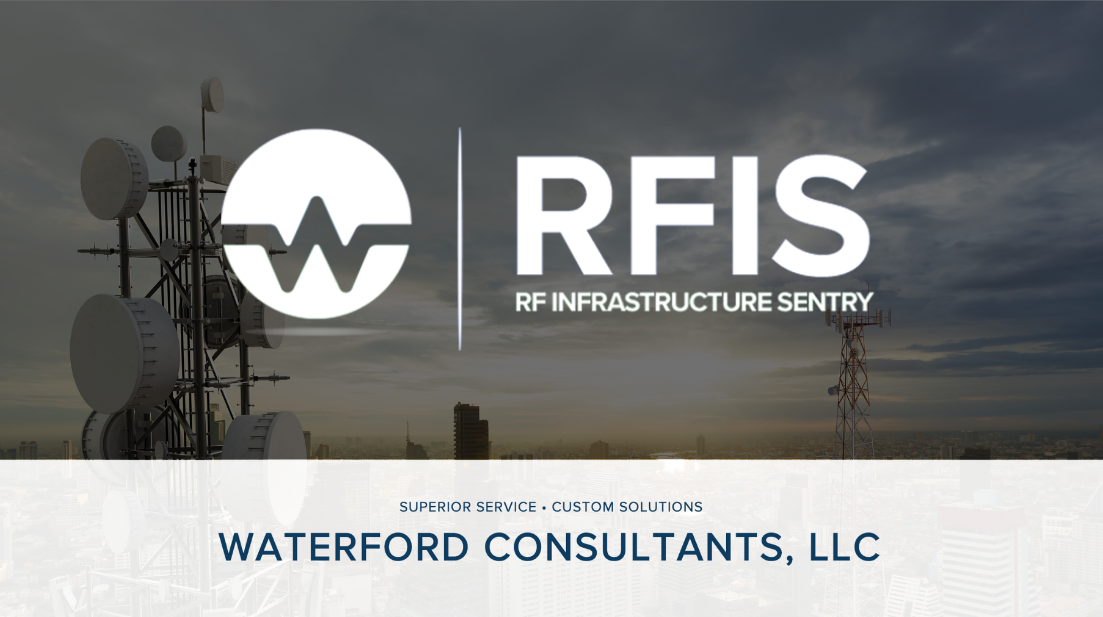 RFIS
RF INFRASTRUCTURE SENTRY
SUPERIOR SERVICE • CUSTOM SOLUTIONS
WATERFORD CONSULTANTS, LLC